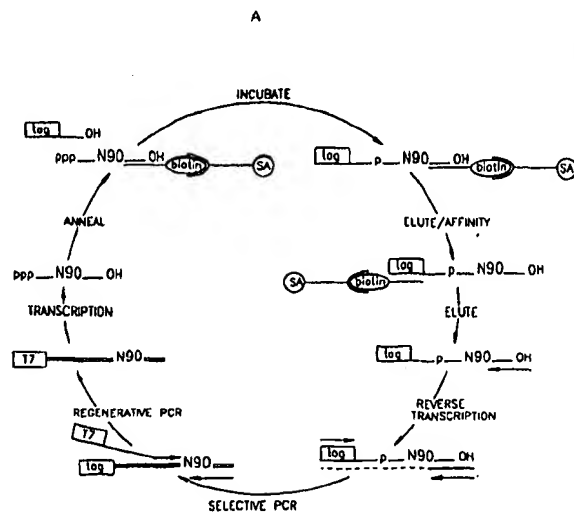 A
INCUBATE
tag OH
ppp N90 OH biotin SA
tag p N90 OH biotin SA
ANNEAL
ELUTE/AFFINITY
ppp N90 OH
SA biotin tag p N90 OH
TRANSCRIPTION
ELUTE
T7 N90
tag p N90 OH
REGENERATIVE PCR
REVERSE TRANSCRIPTION
T7
tag N90
tag p N90 OH
SELECTIVE PCR